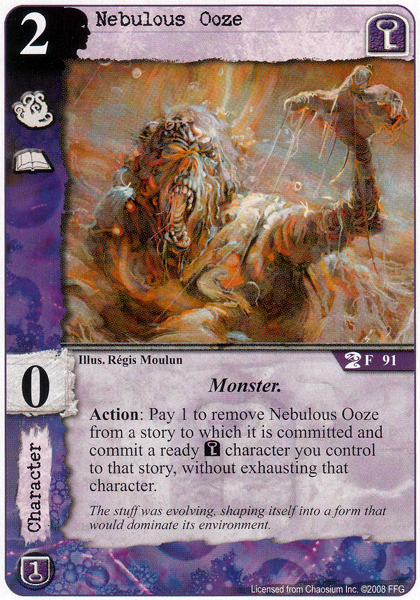 2
Nebulous Ooze
Illus. Régis Moulun
F 91
0
Monster.
Action: Pay 1 to remove Nebulous Ooze
from a story to which it is committed and
commit a ready character you control
to that story, without exhausting that
character.
The stuff was evolving, shaping itself into a form that
would dominate its environment.
Character
1
Licensed from Chaosium Inc. ©2008 FFG